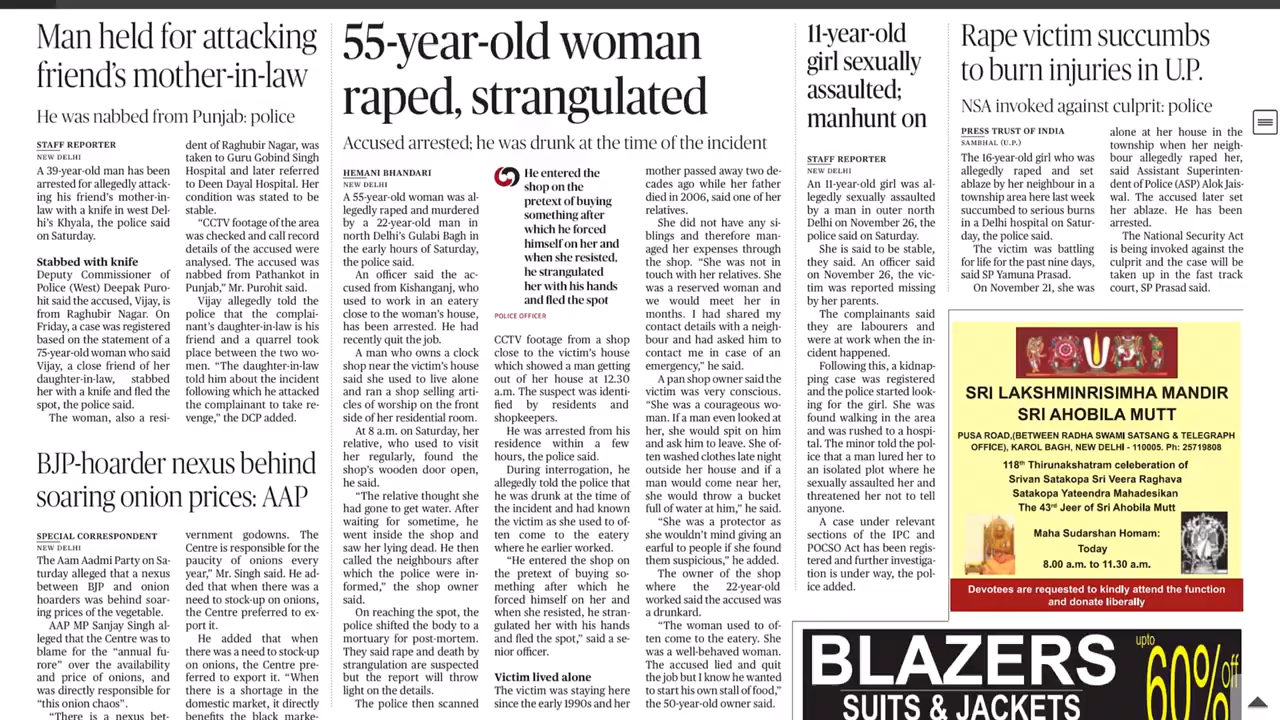 Man held for attacking
friend's mother-in-law
He was nabbed from Punjab: police
STAFF REPORTER
NEW DELHI
A 39-year-old man has been
arrested for allegedly attack-
ing his friend's mother-in-
law with a knife in west Del-
hi's Khyala, the police said
on Saturday.
Stabbed with knife
Deputy Commissioner of
Police (West) Deepak Puro-
hit said the accused, Vijay, is
from Raghubir Nagar. On
Friday, a case was registered
based on the statement of a
75-year-old woman who said
Vijay, a close friend of her
daughter-in-law, stabbed
her with a knife and fled the
spot, the police said.
The woman, also a resi-
dent of Raghubir Nagar, was
taken to Guru Gobind Singh
Hospital and later referred
to Deen Dayal Hospital. Her
condition was stated to be
stable.
"CCTV footage of the area
was checked and call record
details of the accused were
analysed. The accused was
nabbed from Pathankot in
Punjab," Mr. Purohit said.
Vijay allegedly told the
police that the complai-
nant's daughter-in-law is his
friend and a quarrel took
place between the two wo-
men. "The daughter-in-law
told him about the incident
following which he attacked
the complainant to take re-
venge," the DCP added.
BJP-hoarder nexus behind
soaring onion prices: AAP
SPECIAL CORRESPONDENT
NEW DELHI
The Aam Aadmi Party on Sa-
turday alleged that a nexus
between BJP and onion
hoarders was behind soar-
ing prices of the vegetable.
AAP MP Sanjay Singh al-
leged that the Centre was to
blame for the "annual fu-
rore" over the availability
and price of onions, and
was directly responsible for
"this onion chaos".
"There is a nexus bet-
vernment godowns. The
Centre is responsible for the
paucity of onions every
year," Mr. Singh said. He ad-
ded that when there was a
need to stock-up on onions,
the Centre preferred to ex-
port it.
He added that when
there was a need to stock-up
on onions, the Centre pre-
ferred to export it. "When
there is a shortage in the
domestic market, it directly
benefits the black marke-
55-year-old woman
raped, strangulated
Accused arrested; he was drunk at the time of the incident
HEMANI BHANDARI
NEW DELHI
A 55-year-old woman was al-
legedly raped and murdered
by a 22-year-old man in
north Delhi's Gulabi Bagh in
the early hours of Saturday,
the police said.
An officer said the ac-
cused from Kishanganj, who
used to work in an eatery
close to the woman's house,
has been arrested. He had
recently quit the job.
A man who owns a clock
shop near the victim's house
said she used to live alone
and ran a shop selling arti-
cles of worship on the front
side of her residential room.
At 8 a.m. on Saturday, her
relative, who used to visit
her regularly, found the
shop's wooden door open,
he said.
"The relative thought she
had gone to get water. After
waiting for sometime, he
went inside the shop and
saw her lying dead. He then
called the neighbours after
which the police were in-
formed," the shop owner
said.
On reaching the spot, the
police shifted the body to a
mortuary for post-mortem.
They said rape and death by
strangulation are suspected
but the report will throw
light on the details.
The police then scanned
He entered the
shop on the
pretext of buying
something after
which he forced
himself on her and
when she resisted,
he strangulated
her with his hands
and fled the spot
POLICE OFFICER
CCTV footage from a shop
close to the victim's house
which showed a man getting
out of her house at 12.30
a.m. The suspect was identi-
fied by residents and
shopkeepers.
He was arrested from his
residence within a few
hours, the police said.
During interrogation, he
allegedly told the police that
he was drunk at the time of
the incident and had known
the victim as she used to of-
ten come to the eatery
where he earlier worked.
"He entered the shop on
the pretext of buying so-
mething after which he
forced himself on her and
when she resisted, he stran-
gulated her with his hands
and fled the spot," said a se-
nior officer.
Victim lived alone
The victim was staying here
since the early 1990s and her
mother passed away two de-
cades ago while her father
died in 2006, said one of her
relatives.
She did not have any si-
blings and therefore man-
aged her expenses through
the shop. "She was not in
touch with her relatives. She
was a reserved woman and
we would meet her in
months. I had shared my
contact details with a neigh-
bour and had asked him to
contact me in case of an
emergency," he said.
A pan shop owner said the
victim was very conscious.
"She was a courageous wo-
man. If a man even looked at
her, she would spit on him
and ask him to leave. She of-
ten washed clothes late night
outside her house and if a
man would come near her,
she would throw a bucket
full of water at him," he said.
"She was a protector as
she wouldn't mind giving an
earful to people if she found
them suspicious," he added.
The owner of the shop
where the 22-year-old
worked said the accused was
a drunkard.
"The woman used to of-
ten come to the eatery. She
was a well-behaved woman.
The accused lied and quit
the job but I know he wanted
to start his own stall of food,"
the 50-year-old owner said.
11-year-old
girl sexually
assaulted;
manhunt on
STAFF REPORTER
NEW DELHI
An 11-year-old girl was al-
legedly sexually assaulted
by a man in outer north
Delhi on November 26, the
police said on Saturday.
She is said to be stable,
they said. An officer said
on November 26, the vic-
tim was reported missing
by her parents.
The complainants said
they are labourers and
were at work when the in-
cident happened.
Following this, a kidnap-
ping case was registered
and the police started look-
ing for the girl. She was
found walking in the area
and was rushed to a hospi-
tal. The minor told the pol-
ice that a man lured her to
an isolated plot where he
sexually assaulted her and
threatened her not to tell
anyone.
A case under relevant
sections of the IPC and
POCSO Act has been regis-
tered and further investiga-
tion is under way, the pol-
ice added.
Rape victim succumbs
to burn injuries in U.P.
NSA invoked against culprit: police
PRESS TRUST OF INDIA
SAMBHAL (U.P.)
The 16-year-old girl who was
allegedly raped and set
ablaze by her neighbour in a
township area here last week
succumbed to serious burns
in a Delhi hospital on Satur-
day, the police said.
The victim was battling
for life for the past nine days,
said SP Yamuna Prasad.
On November 21, she was
alone at her house in the
township when her neigh-
bour allegedly raped her,
said Assistant Superinten-
dent of Police (ASP) Alok Jais-
wal. The accused later set
her ablaze. He has been
arrested.
The National Security Act
is being invoked against the
culprit and the case will be
taken up in the fast track
court, SP Prasad said.
SRI LAKSHMINRISIMHA MANDIR
SRI AHOBILA MUTT
PUSA ROAD,(BETWEEN RADHA SWAMI SATSANG & TELEGRAPH
OFFICE), KAROL BAGH, NEW DELHI - 110005. Ph: 25719808
118th Thirunakshatram celeberation of
Srivan Satakopa Sri Veera Raghava
Satakopa Yateendra Mahadesikan
The 43rd Jeer of Sri Ahobila Mutt
Maha Sudarshan Homam:
Today
8.00 a.m. to 11.30 a.m.
Devotees are requested to kindly attend the function
and donate liberally
BLAZERS
SUITS & JACKETS
upto
60% off